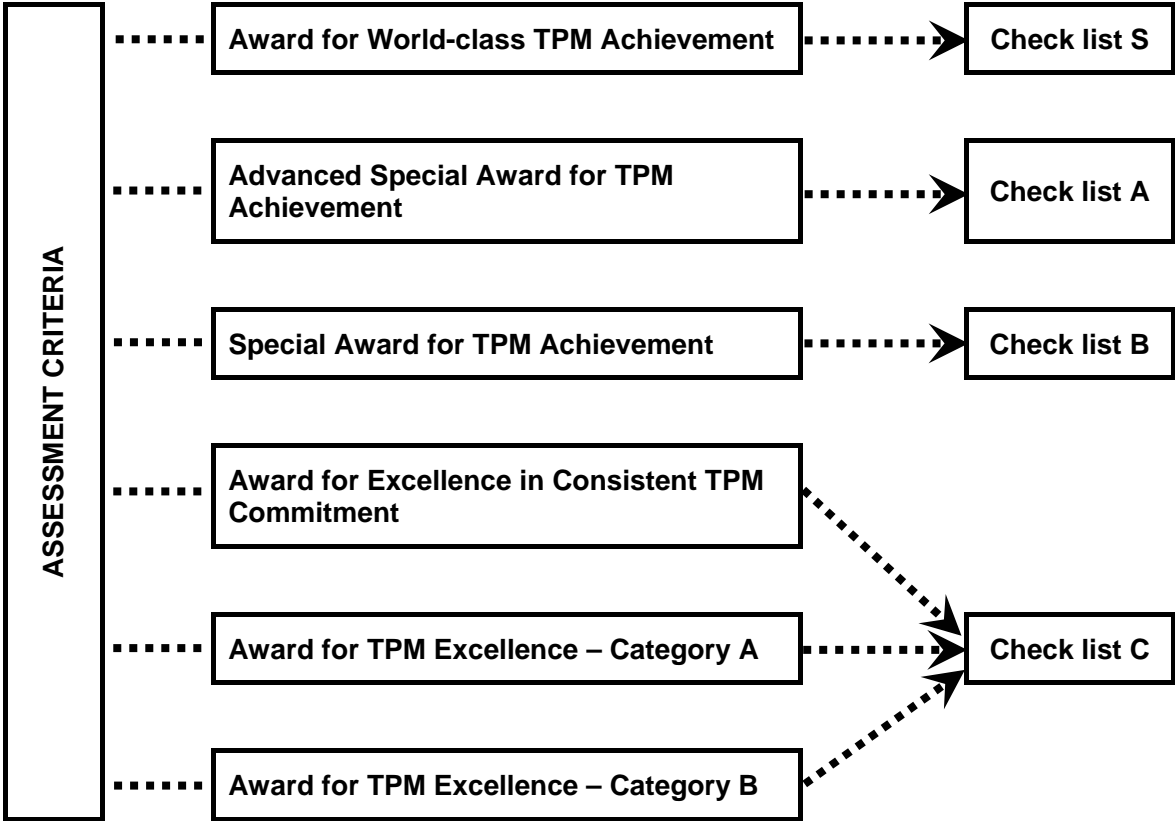 ASSESSMENT CRITERIA
Award for World-class TPM Achievement
Check list S
Advanced Special Award for TPM
Achievement
Check list A
Special Award for TPM Achievement
Check list B
Award for Excellence in Consistent TPM
Commitment
Award for TPM Excellence – Category A
Check list C
Award for TPM Excellence – Category B